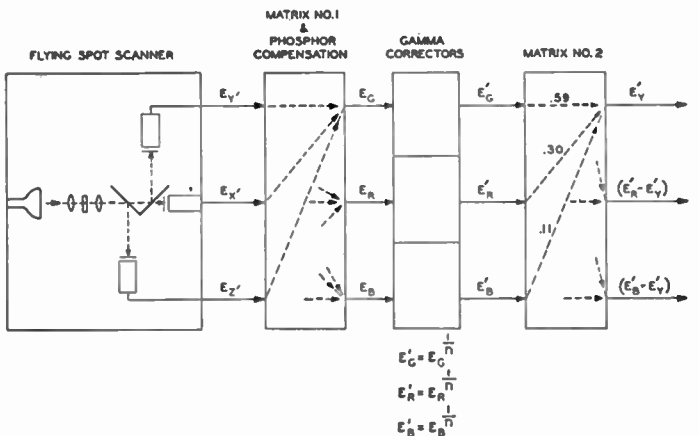 MATRIX NO.1
&
PHOSPHOR
COMPENSATION
FLYING SPOT SCANNER
GAMMA
CORRECTORS
MATRIX NO.2
E_Y'
E_G
E'_G
.59
E'_Y
.30
E_X'
E_R
E'_R
(E'_R-E'_Y)
.11
E_Z'
E_B
E'_B
(E'_B-E'_Y)
E'_G = E_G^{1/n}
E'_R = E_R^{1/n}
E'_B = E_B^{1/n}